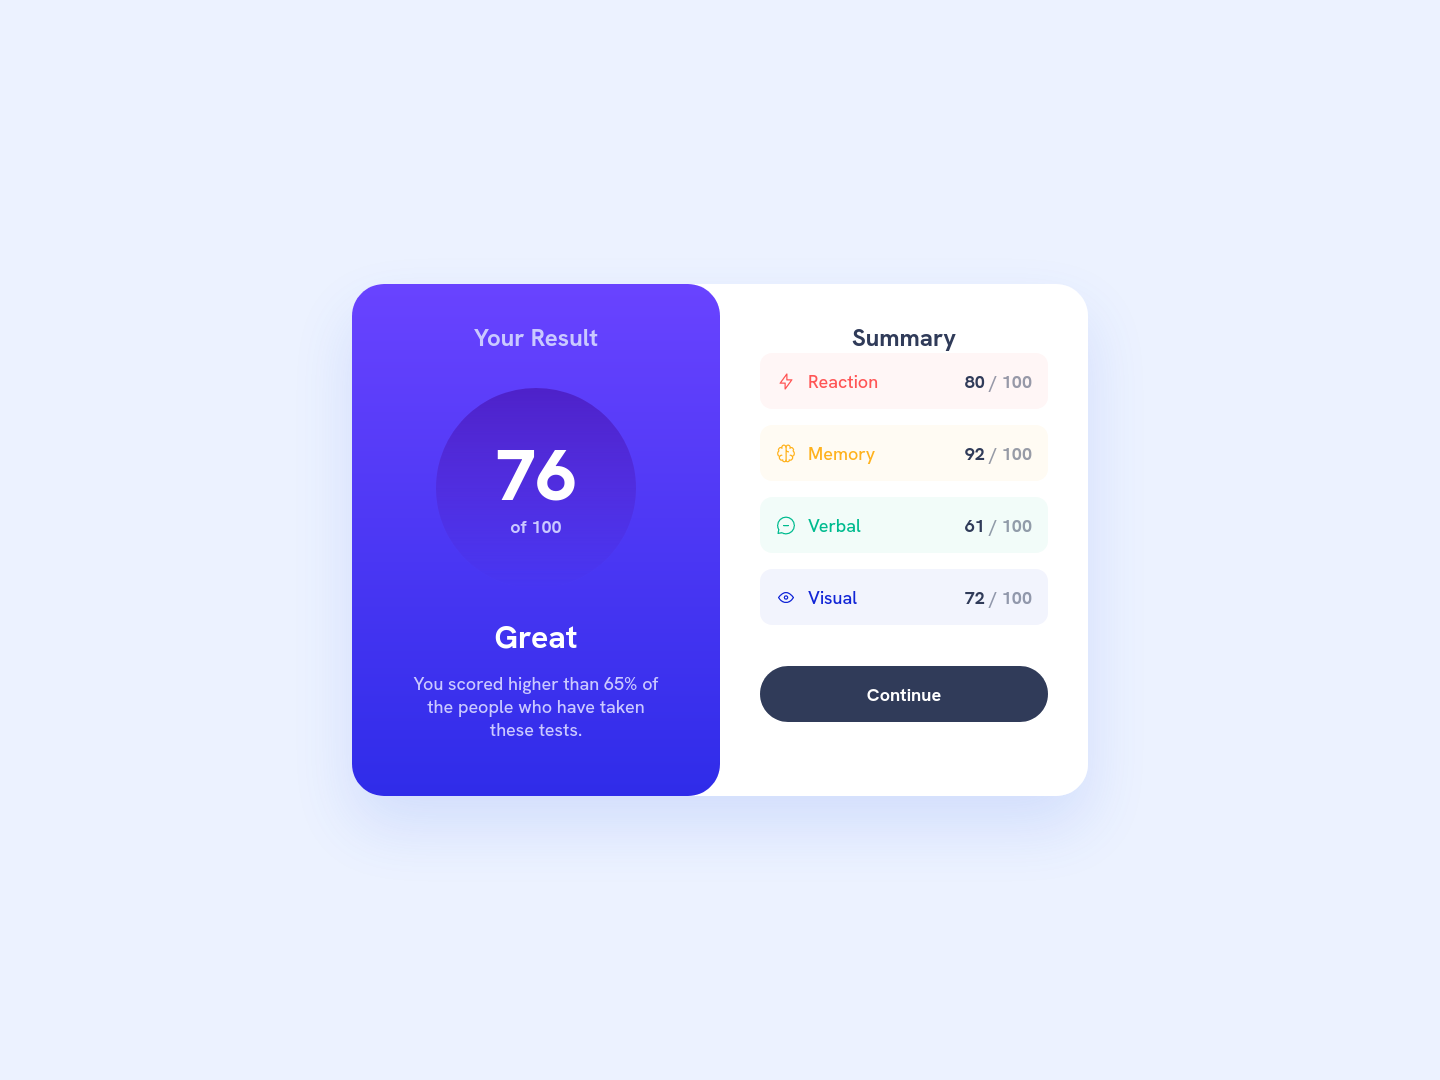 Your Result
76
of 100
Great
You scored higher than 65% of
the people who have taken
these tests.
Summary
Reaction 80 / 100
Memory 92 / 100
Verbal 61 / 100
Visual 72 / 100
Continue